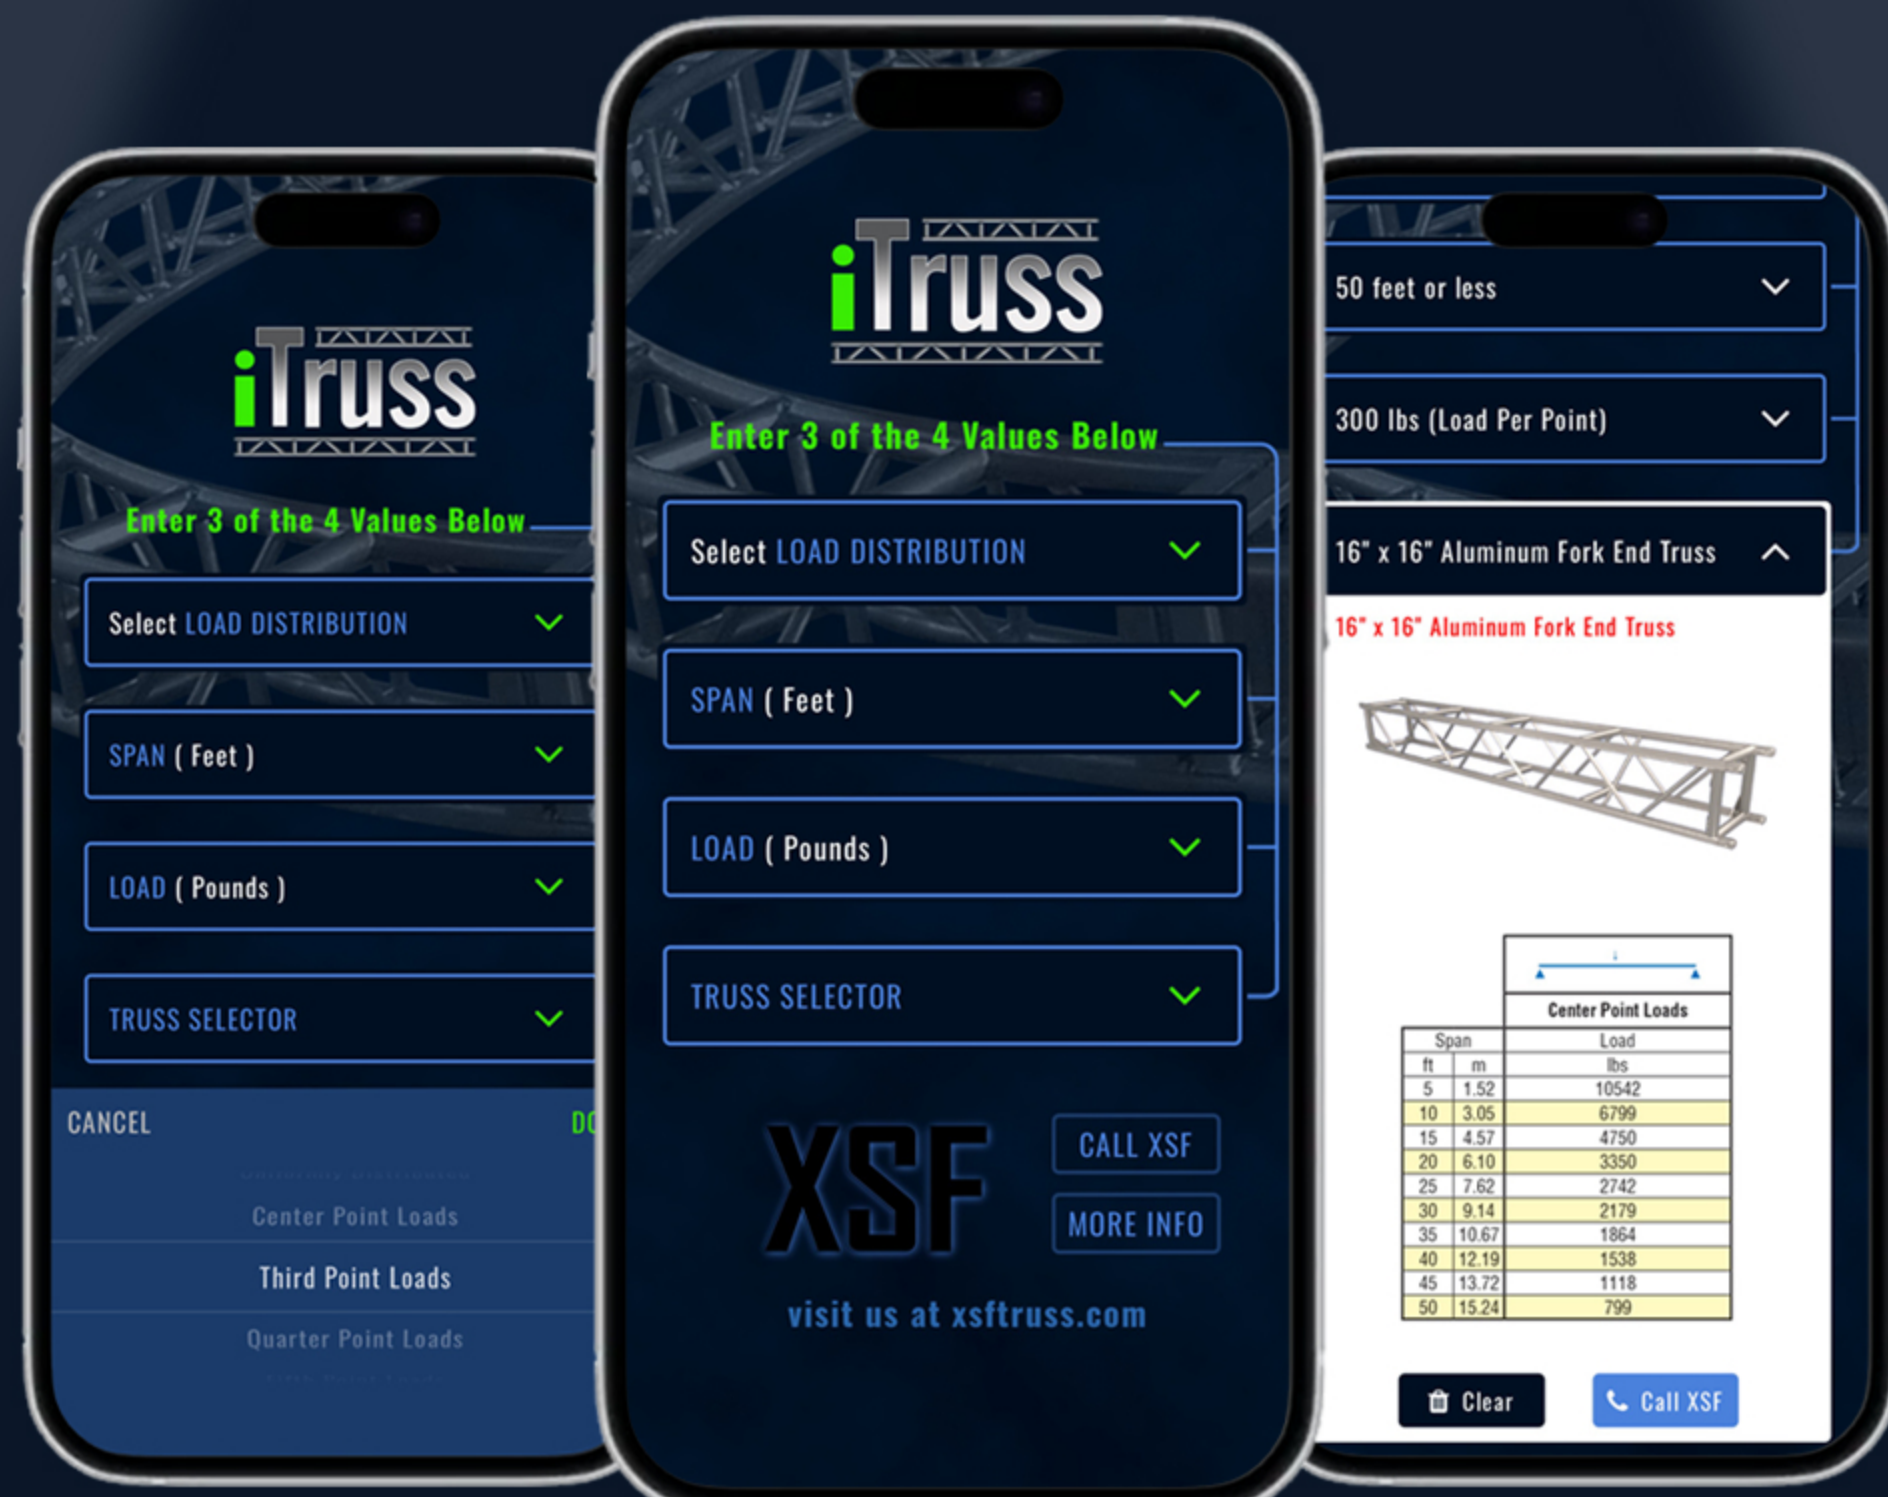 iTruss
Enter 3 of the 4 Values Below
Select LOAD DISTRIBUTION
SPAN ( Feet )
LOAD ( Pounds )
TRUSS SELECTOR
CANCEL
Uniformly Distributed
Center Point Loads
Third Point Loads
Quarter Point Loads
iTruss
Enter 3 of the 4 Values Below
Select LOAD DISTRIBUTION
SPAN ( Feet )
LOAD ( Pounds )
TRUSS SELECTOR
XSF
CALL XSF
MORE INFO
visit us at xsftruss.com
50 feet or less
300 lbs (Load Per Point)
16" x 16" Aluminum Fork End Truss
16" x 16" Aluminum Fork End Truss
Center Point Loads
Span Load
ft m lbs
5 1.52 10542
10 3.05 6799
15 4.57 4750
20 6.10 3350
25 7.62 2742
30 9.14 2179
35 10.67 1864
40 12.19 1538
45 13.72 1118
50 15.24 799
Clear
Call XSF